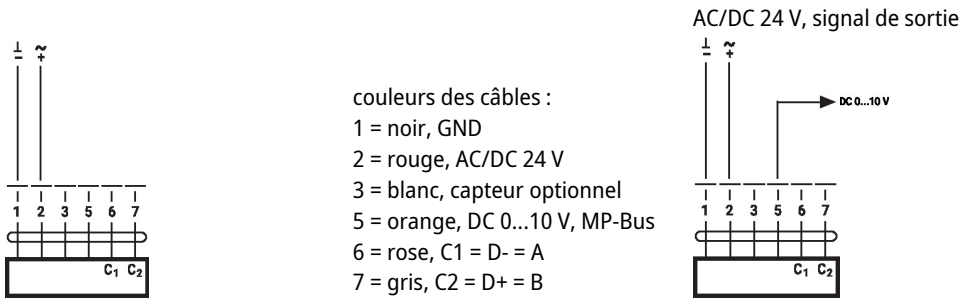 AC/DC 24 V, signal de sortie
⊥ ~
– +
1 2 3 5 6 7
C₁ C₂
couleurs des câbles :
1 = noir, GND
2 = rouge, AC/DC 24 V
3 = blanc, capteur optionnel
5 = orange, DC 0...10 V, MP-Bus
6 = rose, C1 = D- = A
7 = gris, C2 = D+ = B
⊥ ~
– +
DC 0...10 V
1 2 3 5 6 7
C₁ C₂